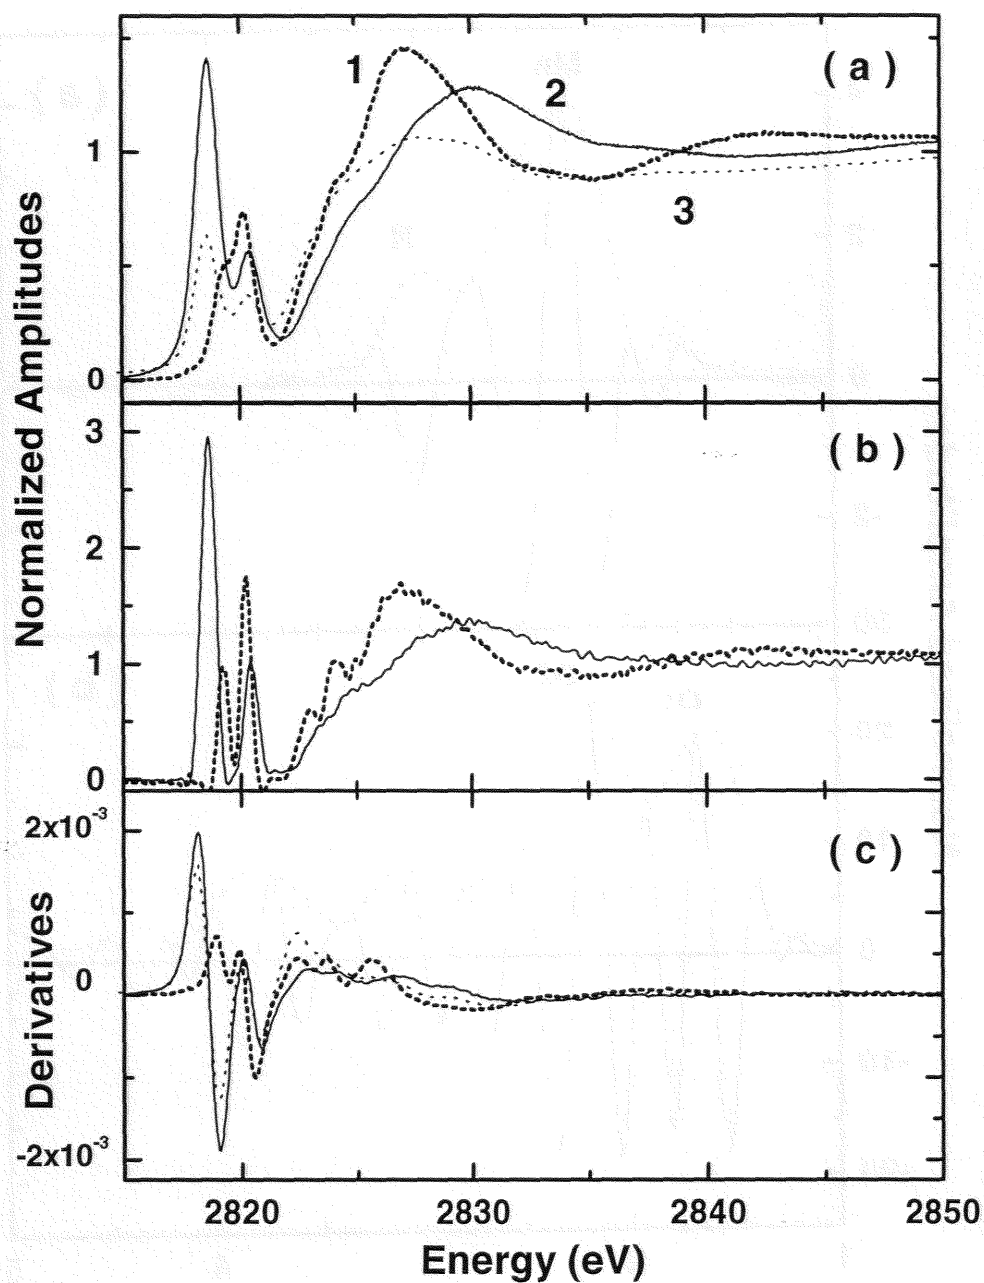 ( a )
1
2
1
3
0
Normalized Amplitudes
3
( b )
2
1
0
2x10⁻³
( c )
0
Derivatives
-2x10⁻³
2820 2830 2840 2850
Energy (eV)